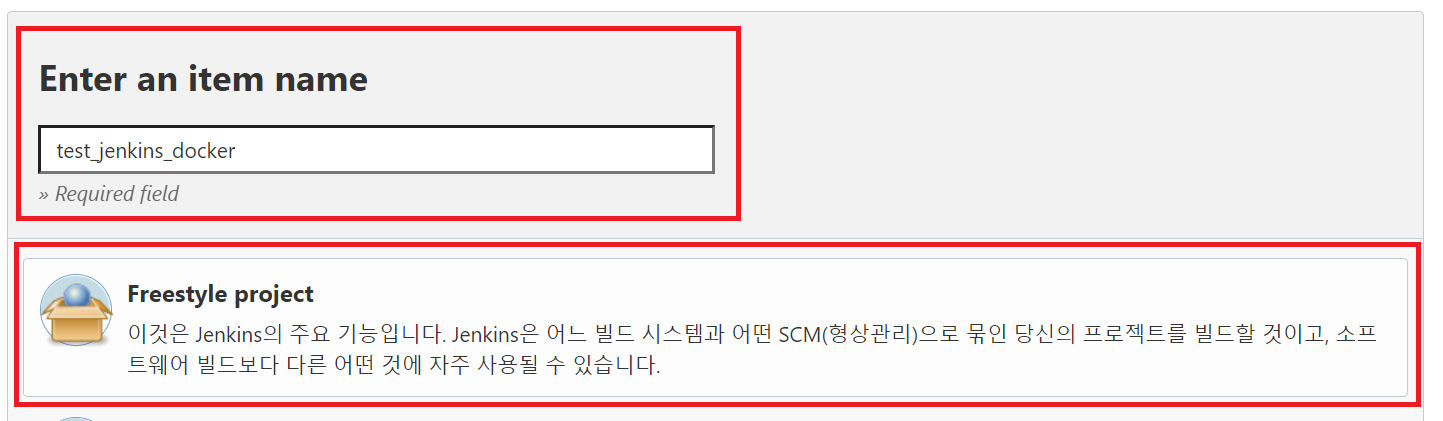 Enter an item name
test_jenkins_docker
» Required field
Freestyle project
이것은 Jenkins의 주요 기능입니다. Jenkins은 어느 빌드 시스템과 어떤 SCM(형상관리)으로 묶인 당신의 프로젝트를 빌드할 것이고, 소프
트웨어 빌드보다 다른 어떤 것에 자주 사용될 수 있습니다.